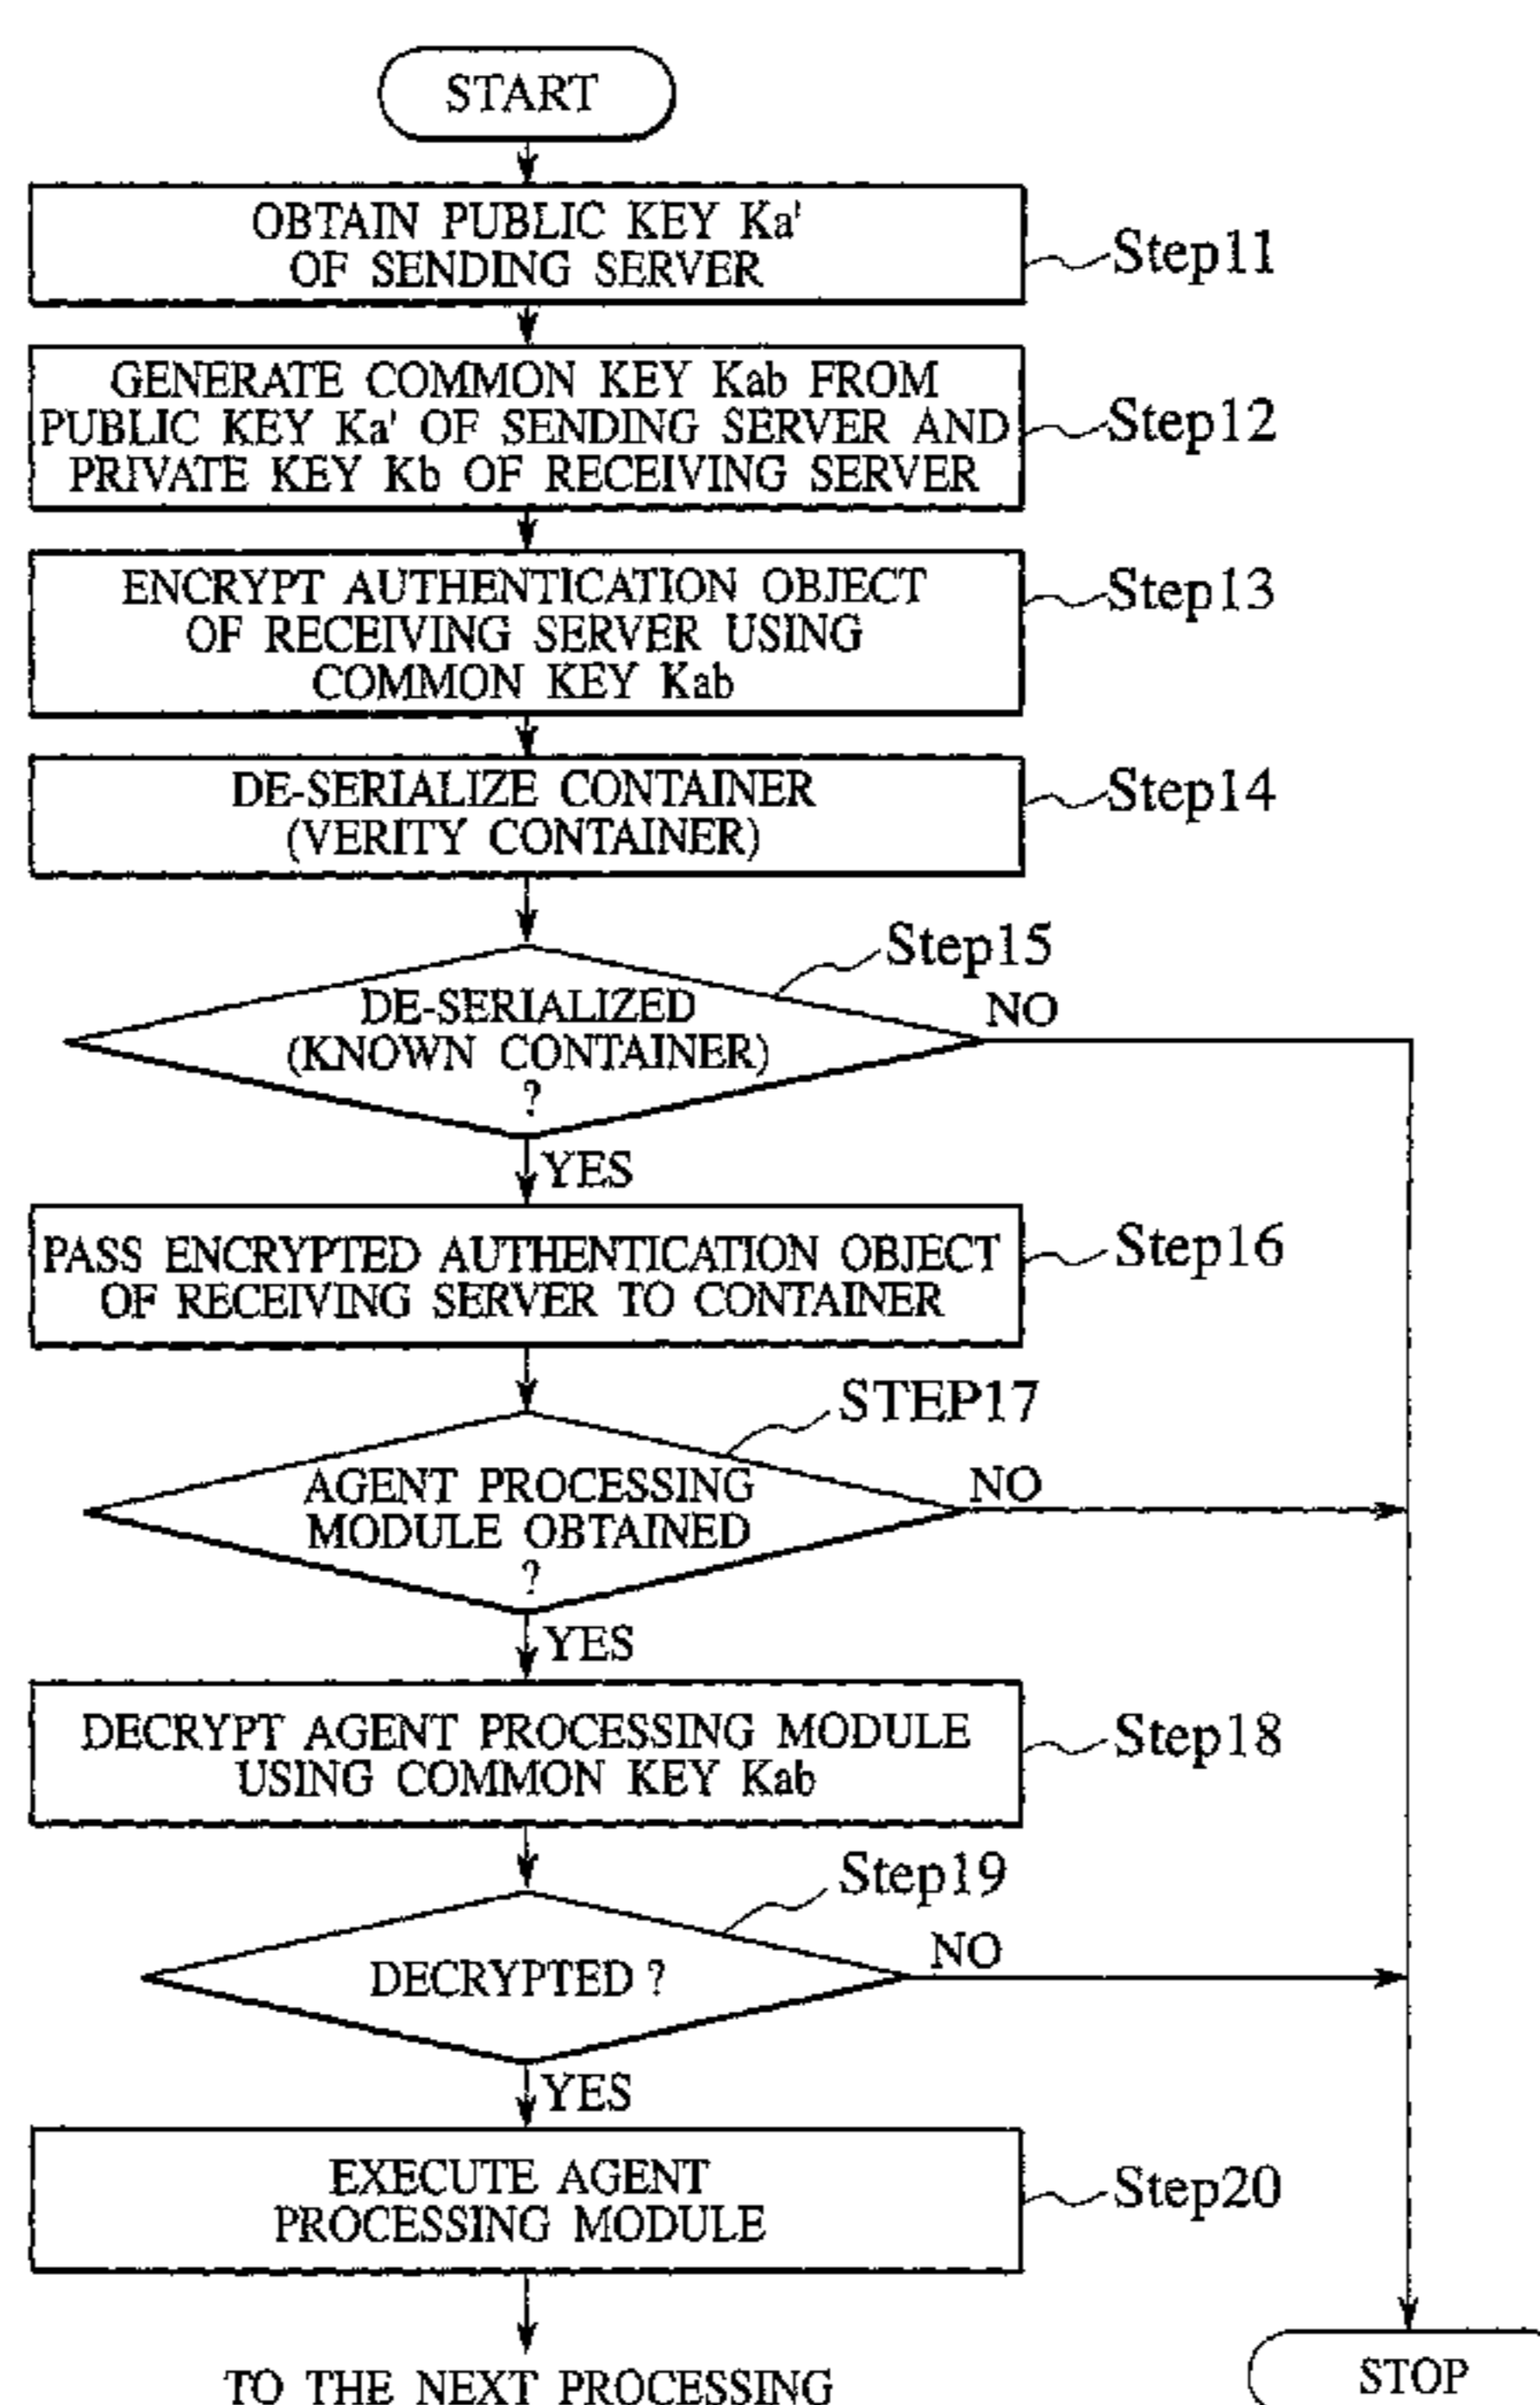 START
OBTAIN PUBLIC KEY Ka'
OF SENDING SERVER
Step11
GENERATE COMMON KEY Kab FROM
PUBLIC KEY Ka' OF SENDING SERVER AND
PRIVATE KEY Kb OF RECEIVING SERVER
Step12
ENCRYPT AUTHENTICATION OBJECT
OF RECEIVING SERVER USING
COMMON KEY Kab
Step13
DE-SERIALIZE CONTAINER
(VERITY CONTAINER)
Step14
Step15
DE-SERIALIZED
(KNOWN CONTAINER)
?
NO
YES
PASS ENCRYPTED AUTHENTICATION OBJECT
OF RECEIVING SERVER TO CONTAINER
Step16
STEP17
AGENT PROCESSING
MODULE OBTAINED
?
NO
YES
DECRYPT AGENT PROCESSING MODULE
USING COMMON KEY Kab
Step18
Step19
DECRYPTED ?
NO
YES
EXECUTE AGENT
PROCESSING MODULE
Step20
TO THE NEXT PROCESSING
STOP